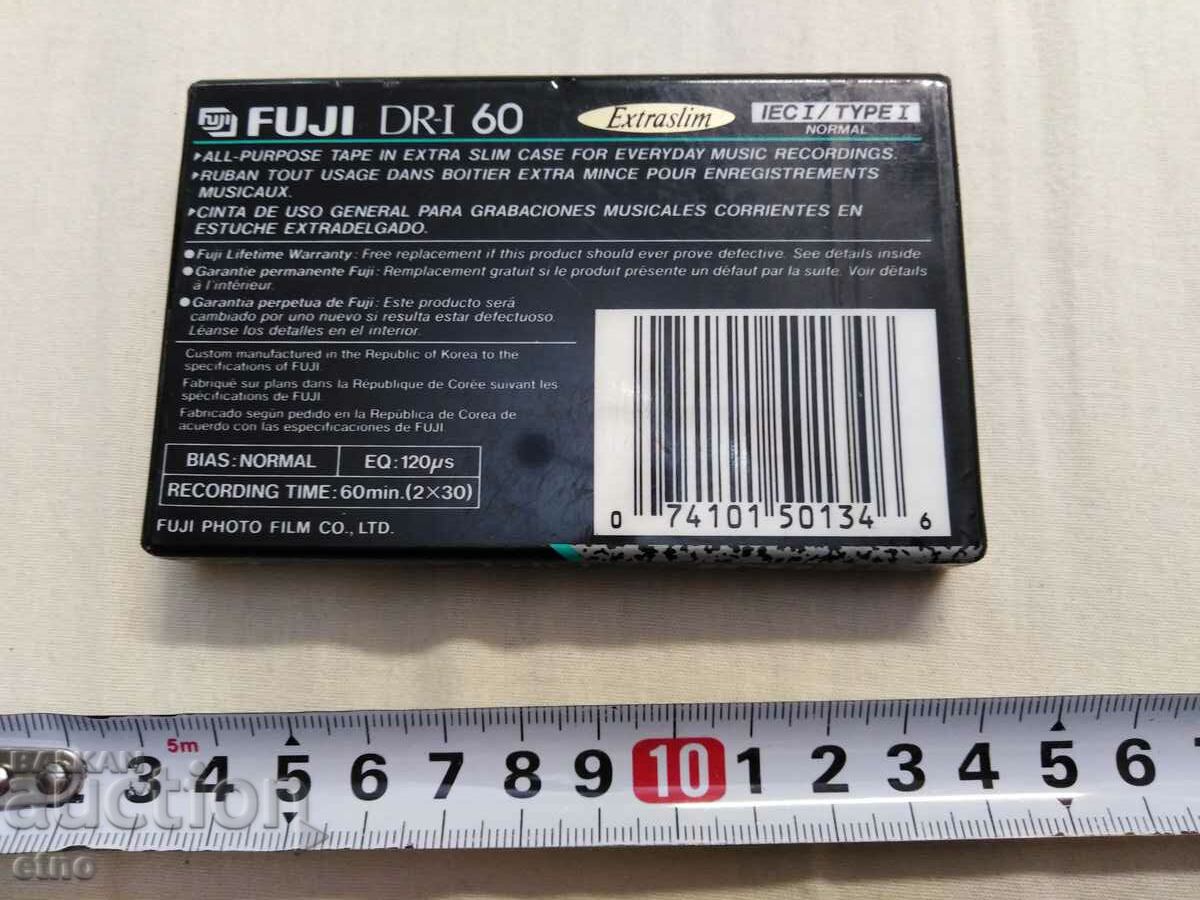 Fuji FUJI DR-I 60 Extraslim IEC I / TYPE I
NORMAL
▸ALL-PURPOSE TAPE IN EXTRA SLIM CASE FOR EVERYDAY MUSIC RECORDINGS.
▸RUBAN TOUT USAGE DANS BOITIER EXTRA MINCE POUR ENREGISTREMENTS
MUSICAUX.
▸CINTA DE USO GENERAL PARA GRABACIONES MUSICALES CORRIENTES EN
ESTUCHE EXTRADELGADO.
●Fuji Lifetime Warranty: Free replacement if this product should ever prove defective. See details inside
●Garantie permanente Fuji: Remplacement gratuit si le produit présente un défaut par la suite. Voir détails
à l'intérieur.
●Garantia perpetua de Fuji: Este producto será
cambiado por uno nuevo si resulta estar defectuoso.
Léanse los detalles en el interior.
Custom manufactured in the Republic of Korea to the
specifications of FUJI.
Fabriqué sur plans dans la République de Corée suivant les
spécifications de FUJI.
Fabricado según pedido en la República de Corea de
acuerdo con las especificaciones de FUJI.
BIAS: NORMAL EQ: 120µs
RECORDING TIME: 60min. (2×30)
FUJI PHOTO FILM CO., LTD.
0 74101 50134 6
5m
3 4 5 6 7 8 9 10 1 2 3 4 5 6
БАЛКАН
auction
etno